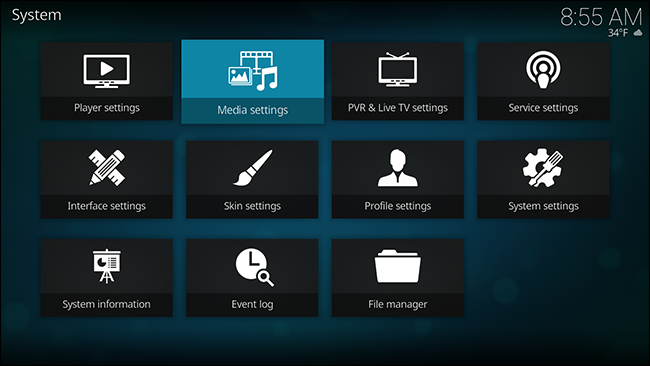 System
8:55 AM
34°F
Player settings
Media settings
PVR & Live TV settings
Service settings
Interface settings
Skin settings
Profile settings
System settings
System information
Event log
File manager